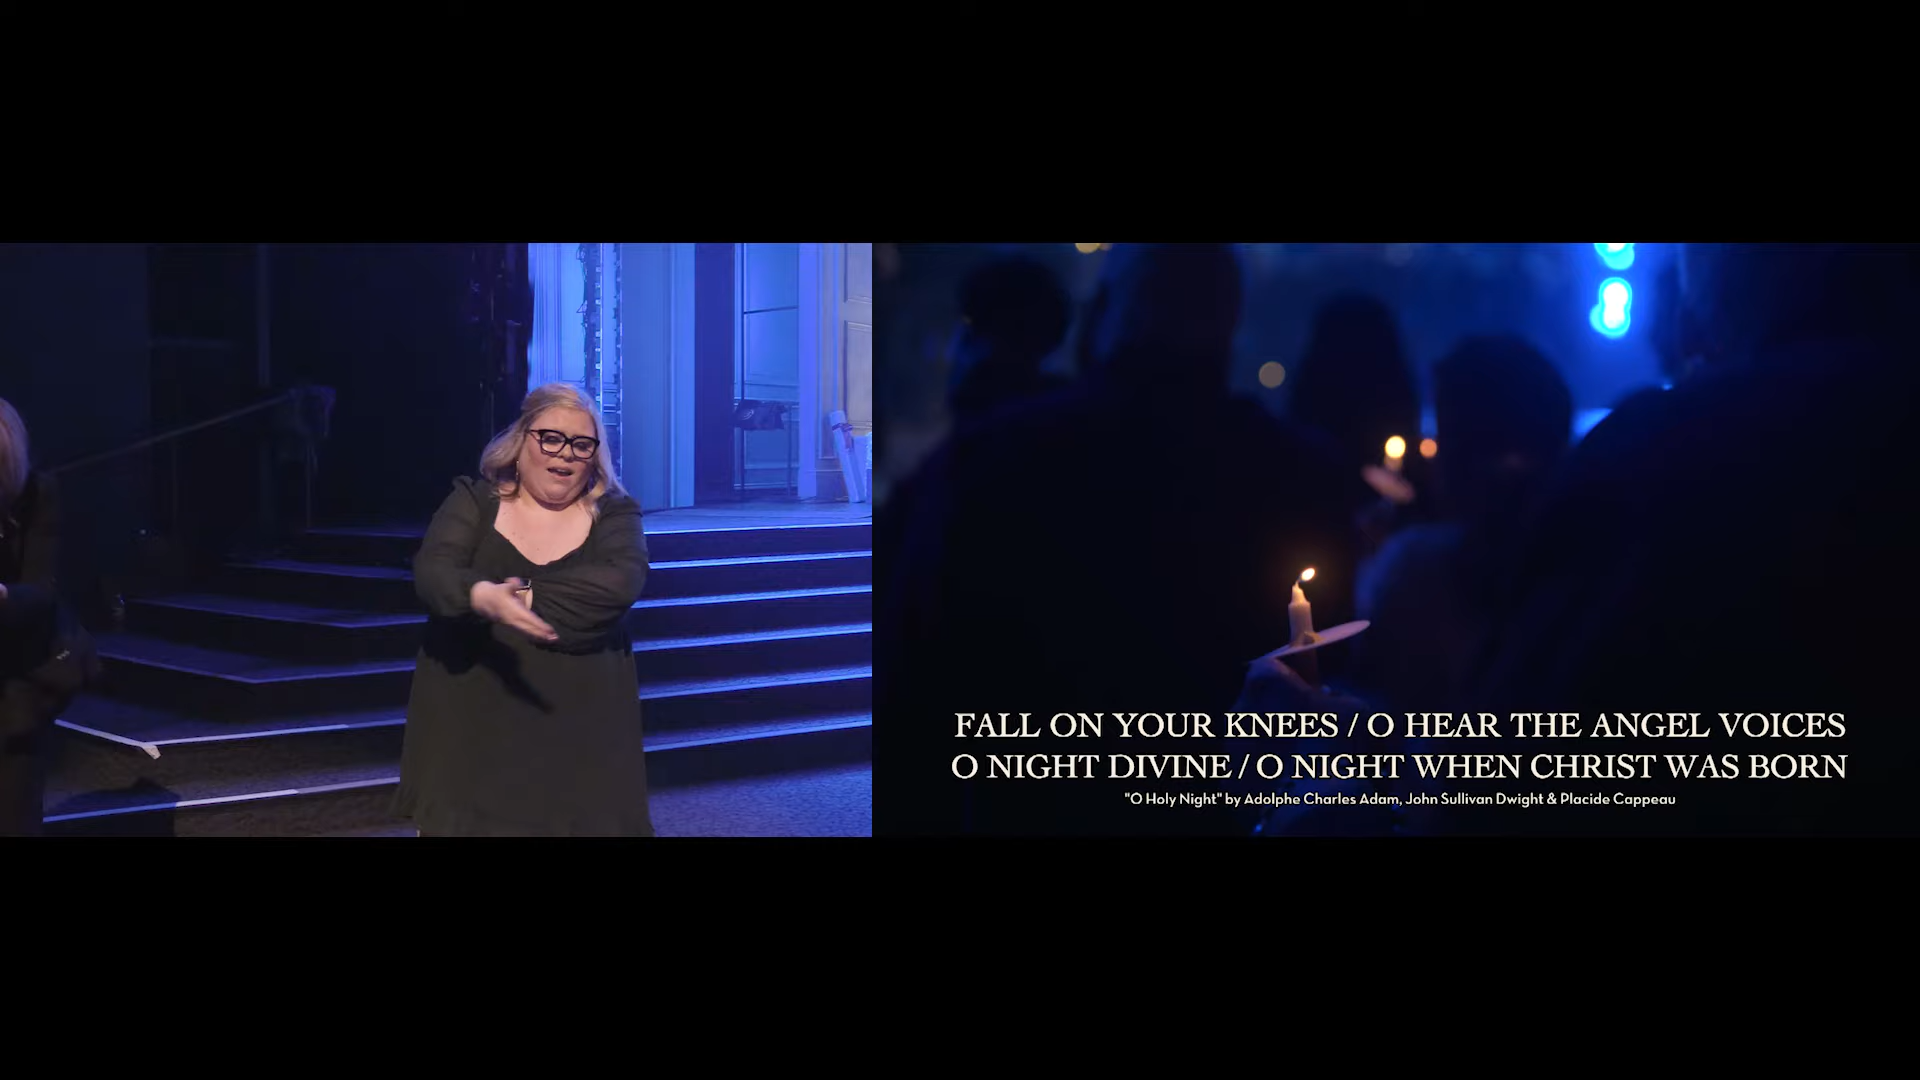 FALL ON YOUR KNEES / O HEAR THE ANGEL VOICES
O NIGHT DIVINE / O NIGHT WHEN CHRIST WAS BORN
"O Holy Night" by Adolphe Charles Adam, John Sullivan Dwight & Placide Cappeau